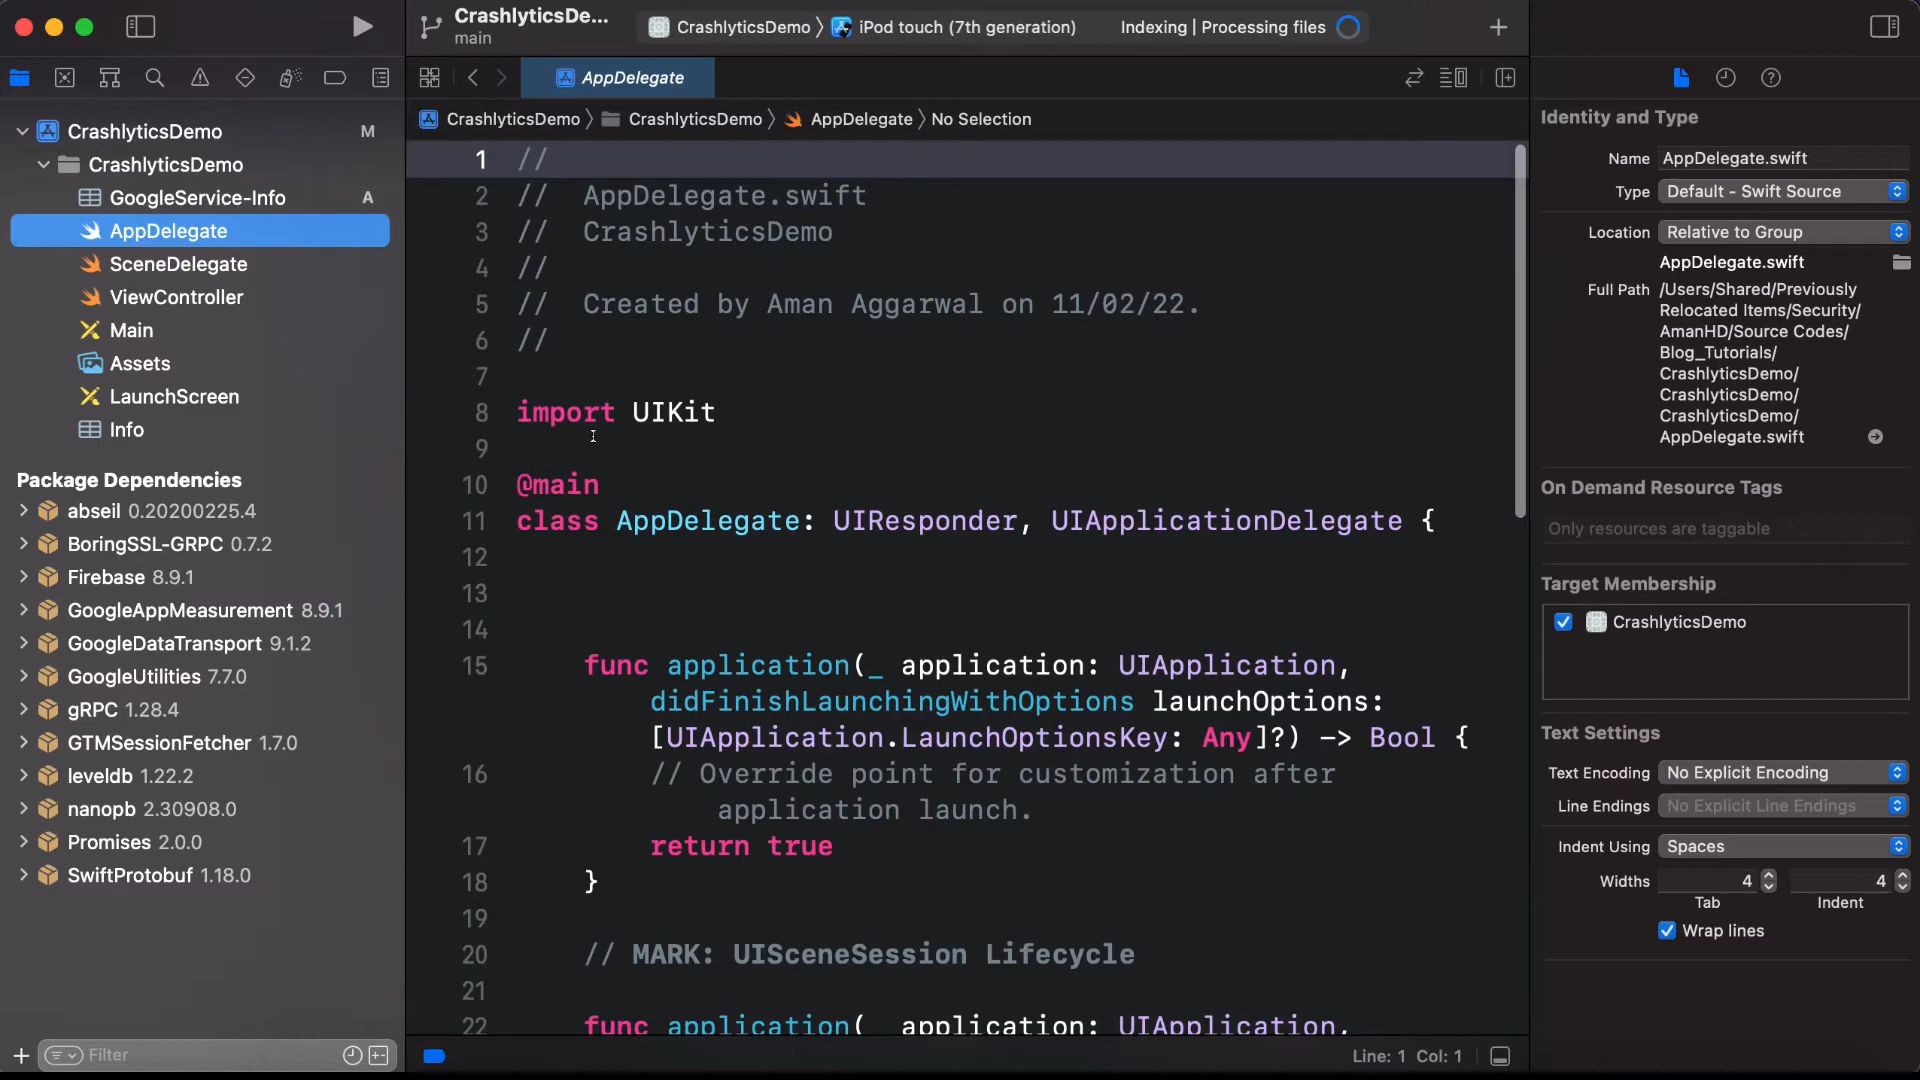 CrashlyticsDe...
main
CrashlyticsDemo 〉 iPod touch (7th generation)
Indexing | Processing files
AppDelegate
CrashlyticsDemo 〉 CrashlyticsDemo 〉 AppDelegate 〉 No Selection
CrashlyticsDemo M
CrashlyticsDemo
GoogleService-Info A
AppDelegate
SceneDelegate
ViewController
Main
Assets
LaunchScreen
Info
Package Dependencies
abseil 0.20200225.4
BoringSSL-GRPC 0.7.2
Firebase 8.9.1
GoogleAppMeasurement 8.9.1
GoogleDataTransport 9.1.2
GoogleUtilities 7.7.0
gRPC 1.28.4
GTMSessionFetcher 1.7.0
leveldb 1.22.2
nanopb 2.30908.0
Promises 2.0.0
SwiftProtobuf 1.18.0
Filter
1 //
2 // AppDelegate.swift
3 // CrashlyticsDemo
4 //
5 // Created by Aman Aggarwal on 11/02/22.
6 //
7
8 import UIKit
9
10 @main
11 class AppDelegate: UIResponder, UIApplicationDelegate {
12
13
14
15 func application(_ application: UIApplication,
didFinishLaunchingWithOptions launchOptions:
[UIApplication.LaunchOptionsKey: Any]?) -> Bool {
16 // Override point for customization after
application launch.
17 return true
18 }
19
20 // MARK: UISceneSession Lifecycle
21
22 func application(_ application: UIApplication,
Line: 1 Col: 1
Identity and Type
Name AppDelegate.swift
Type Default - Swift Source
Location Relative to Group
AppDelegate.swift
Full Path /Users/Shared/Previously
Relocated Items/Security/
AmanHD/Source Codes/
Blog_Tutorials/
CrashlyticsDemo/
CrashlyticsDemo/
CrashlyticsDemo/
AppDelegate.swift
On Demand Resource Tags
Only resources are taggable
Target Membership
CrashlyticsDemo
Text Settings
Text Encoding No Explicit Encoding
Line Endings No Explicit Line Endings
Indent Using Spaces
Widths 4 4
Tab Indent
Wrap lines